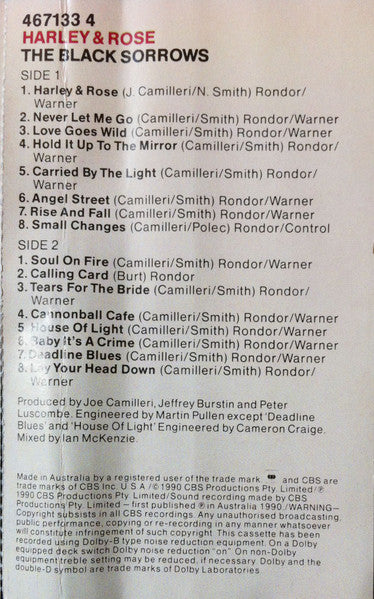 467133 4
HARLEY & ROSE
THE BLACK SORROWS
SIDE 1
1. Harley & Rose (J. Camilleri/N. Smith) Rondor/
Warner
2. Never Let Me Go (Camilleri/Smith) Rondor/Warner
3. Love Goes Wild (Camilleri/Smith) Rondor/Warner
4. Hold It Up To The Mirror (Camilleri/Smith) Rondor/
Warner
5. Carried By The Light (Camilleri/Smith) Rondor/
Warner
6. Angel Street (Camilleri/Smith) Rondor/Warner
7. Rise And Fall (Camilleri/Smith) Rondor/Warner
8. Small Changes (Camilleri/Polec) Rondor/Control
SIDE 2
1. Soul On Fire (Camilleri/Smith) Rondor/Warner
2. Calling Card (Burt) Rondor
3. Tears For The Bride (Camilleri/Smith) Rondor/
Warner
4. Cannonball Cafe (Camilleri/Smith) Rondor/Warner
5. House Of Light (Camilleri/Smith) Rondor/Warner
6. Baby It's A Crime (Camilleri/Smith) Rondor/Warner
7. Deadline Blues (Camilleri/Smith) Rondor/Warner
8. Lay Your Head Down (Camilleri/Smith) Rondor/
Warner
Produced by Joe Camilleri, Jeffrey Burstin and Peter
Luscombe. Engineered by Martin Pullen except 'Deadline
Blues' and 'House Of Light' Engineered by Cameron Craige.
Mixed by Ian McKenzie.
Made in Australia by a registered user of the trade mark and CBS are
trade marks of CBS Inc. U.S.A./© 1990 CBS Productions Pty. Limited/℗
1990 CBS Productions Pty. Limited/Sound recording made by CBS
Productions Pty. Limited – first published ℗ in Australia 1990./WARNING–
Copyright subsists in all CBS recordings. Any unauthorised broadcasting,
public performance, copying or re-recording in any manner whatsoever
will constitute infringement of such copyright. This cassette has been
recorded using Dolby-B type noise reduction equipment. On a Dolby
equipped deck switch Dolby noise reduction "on". On non-Dolby
equipment treble setting may be reduced, if necessary. Dolby and the
double-D symbol are trade marks of Dolby Laboratories.